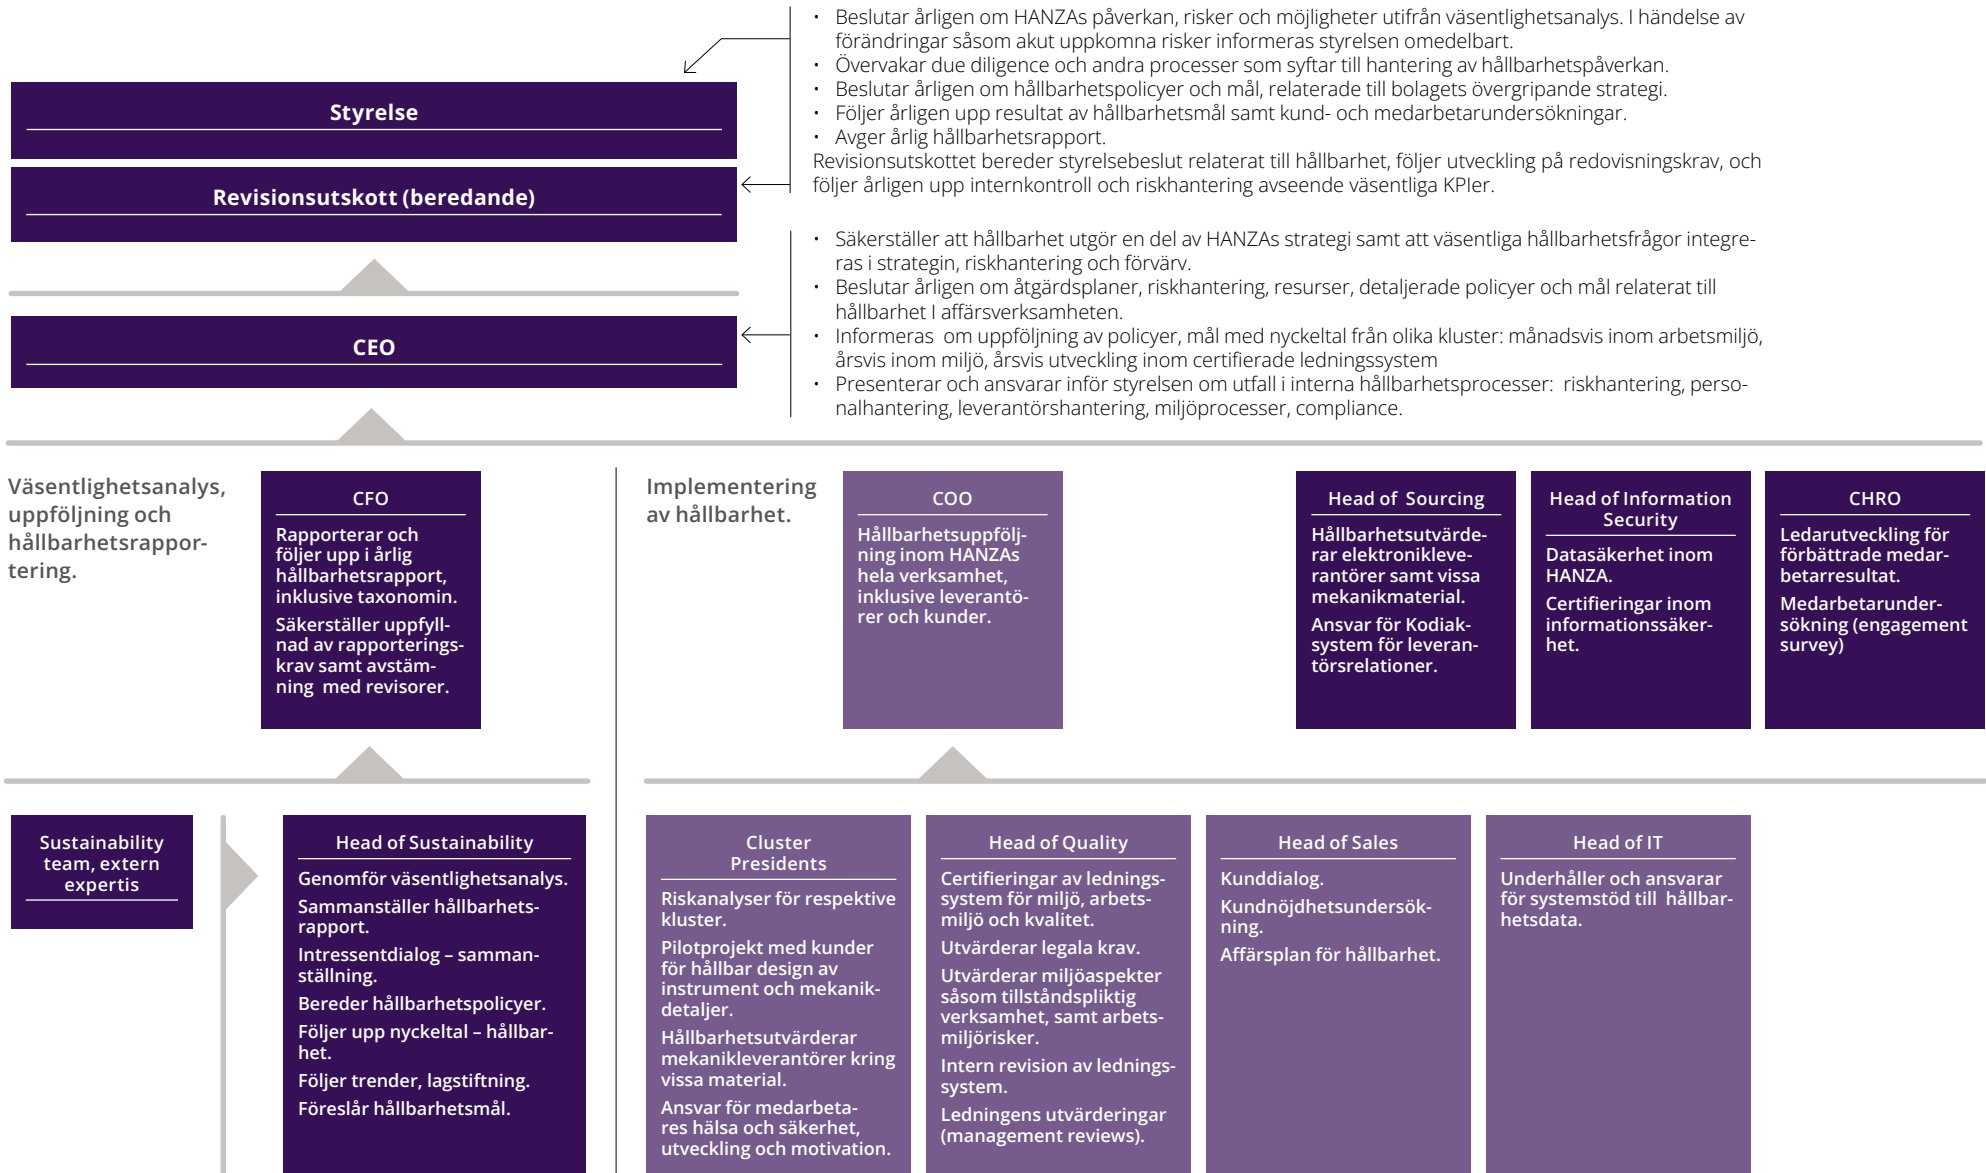 • Beslutar årligen om HANZAs påverkan, risker och möjligheter utifrån väsentlighetsanalys. I händelse av
förändringar såsom akut uppkomna risker informeras styrelsen omedelbart.
• Övervakar due diligence och andra processer som syftar till hantering av hållbarhetspåverkan.
• Beslutar årligen om hållbarhetspolicyer och mål, relaterade till bolagets övergripande strategi.
• Följer årligen upp resultat av hållbarhetsmål samt kund- och medarbetarundersökningar.
• Avger årlig hållbarhetsrapport.
Revisionsutskottet bereder styrelsebeslut relaterat till hållbarhet, följer utveckling på redovisningskrav, och
följer årligen upp internkontroll och riskhantering avseende väsentliga KPIer.
Styrelse
Revisionsutskott (beredande)
• Säkerställer att hållbarhet utgör en del av HANZAs strategi samt att väsentliga hållbarhetsfrågor integre-
ras i strategin, riskhantering och förvärv.
• Beslutar årligen om åtgärdsplaner, riskhantering, resurser, detaljerade policyer och mål relaterat till
hållbarhet I affärsverksamheten.
• Informeras  om uppföljning av policyer, mål med nyckeltal från olika kluster: månadsvis inom arbetsmiljö,
årsvis inom miljö, årsvis utveckling inom certifierade ledningssystem
• Presenterar och ansvarar inför styrelsen om utfall i interna hållbarhetsprocesser:  riskhantering, perso-
nalhantering, leverantörshantering, miljöprocesser, compliance.
CEO
Väsentlighetsanalys,
uppföljning och
hållbarhetsrappor-
tering.
CFO
Rapporterar och
följer upp i årlig
hållbarhetsrapport,
inklusive taxonomin.
Säkerställer uppfyll-
nad av rapporterings-
krav samt avstäm-
ning  med revisorer.
Implementering
av hållbarhet.
COO
Hållbarhetsuppfölj-
ning inom HANZAs
hela verksamhet,
inklusive leverantö-
rer och kunder.
Head of  Sourcing
Hållbarhetsutvärde-
rar elektronikleve-
rantörer samt vissa
mekanikmaterial.
Ansvar för Kodiak-
system för leveran-
törsrelationer.
Head of Information
Security
Datasäkerhet inom
HANZA.
Certifieringar inom
informationssäker-
het.
CHRO
Ledarutveckling för
förbättrade medar-
betarresultat.
Medarbetarunder-
sökning (engagement
survey)
Sustainability
team, extern
expertis
Head of Sustainability
Genomför väsentlighetsanalys.
Sammanställer hållbarhets-
rapport.
Intressentdialog – samman-
ställning.
Bereder hållbarhetspolicyer.
Följer upp nyckeltal – hållbar-
het.
Följer trender, lagstiftning.
Föreslår hållbarhetsmål.
Cluster
Presidents
Riskanalyser för respektive
kluster.
Pilotprojekt med kunder
för hållbar design av
instrument och mekanik-
detaljer.
Hållbarhetsutvärderar
mekanikleverantörer kring
vissa material.
Ansvar för medarbeta-
res hälsa och säkerhet,
utveckling och motivation.
Head of Quality
Certifieringar av lednings-
system för miljö, arbets-
miljö och kvalitet.
Utvärderar legala krav.
Utvärderar miljöaspekter
såsom tillståndspliktig
verksamhet, samt arbets-
miljörisker.
Intern revision av lednings-
system.
Ledningens utvärderingar
(management reviews).
Head of Sales
Kunddialog.
Kundnöjdhetsundersök-
ning.
Affärsplan för hållbarhet.
Head of IT
Underhåller och ansvarar
för systemstöd till  hållbar-
hetsdata.